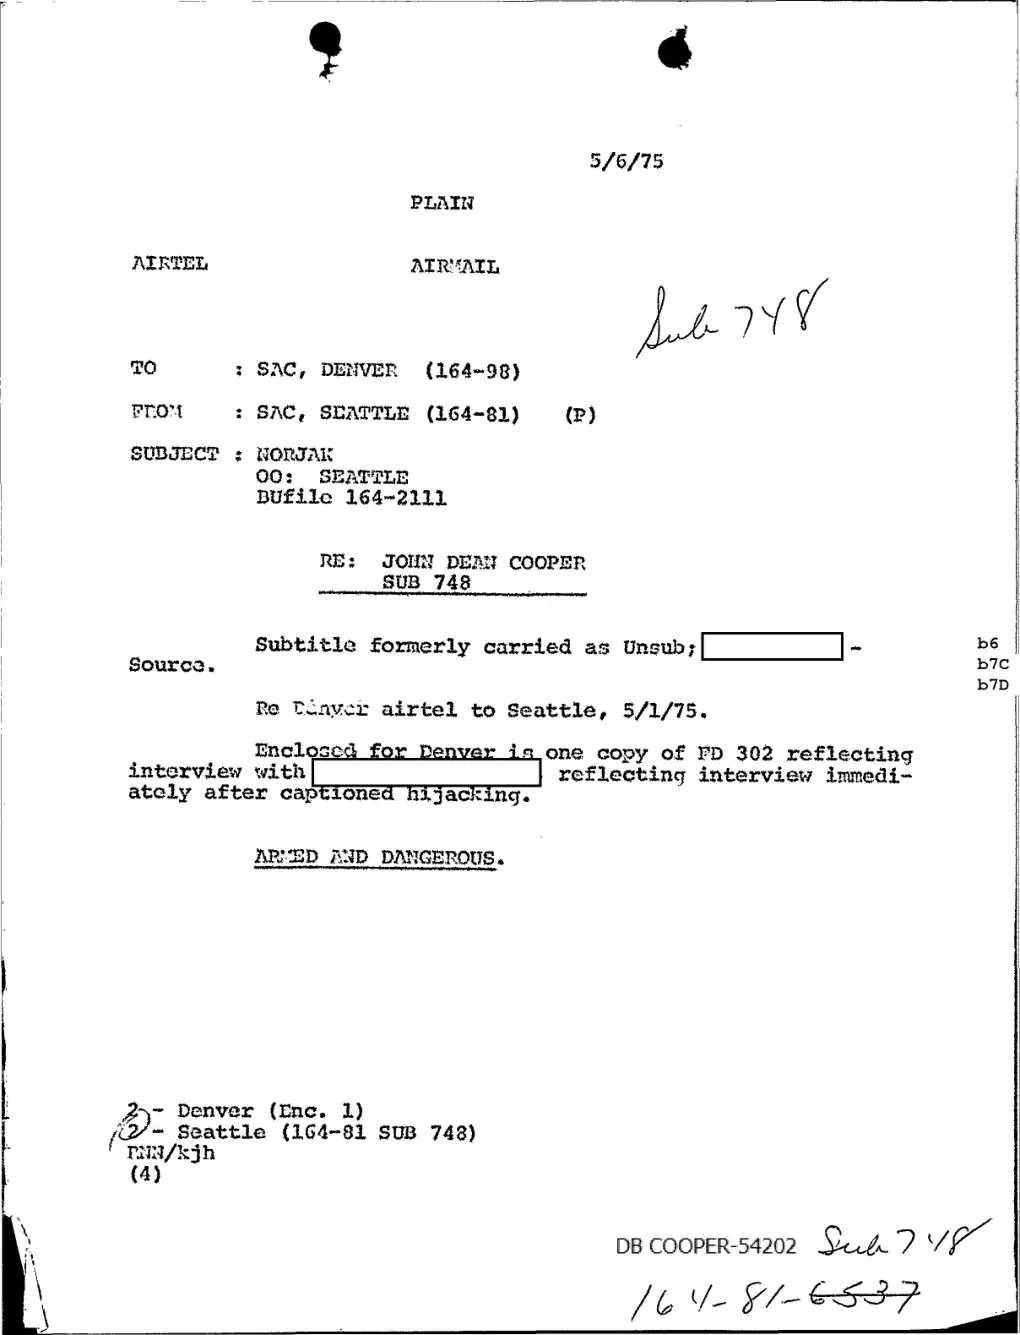 5/6/75
PLAIN
AIRTEL AIRMAIL
Sub 748
TO : SAC, DENVER (164-98)
FROM : SAC, SEATTLE (164-81) (P)
SUBJECT : NORJAK
OO: SEATTLE
BUfile 164-2111
RE: JOHN DEAN COOPER
SUB 748
Subtitle formerly carried as Unsub; -
Source.
b6
b7C
b7D
Re Denver airtel to Seattle, 5/1/75.
Enclosed for Denver is one copy of FD 302 reflecting
interview with reflecting interview immedi-
ately after captioned hijacking.
ARMED AND DANGEROUS.
2 - Denver (Enc. 1)
2 - Seattle (164-81 SUB 748)
/kjh
(4)
DB COOPER-54202 Sub 748
164-81-6537